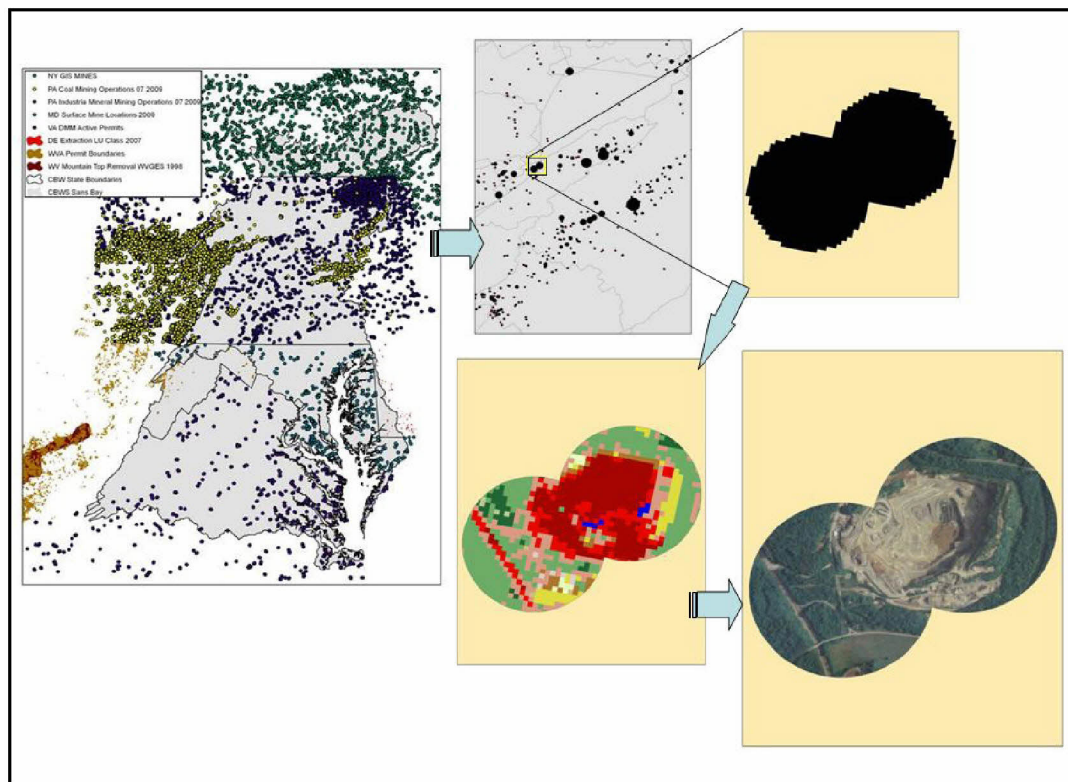 NY GIS MINES
PA Coal Mining Operations 07 2009
PA Industria Mineral Mining Operations 07 2009
MD Surface Mine Locations 2009
VA DMM Active Permits
DE Extraction LU Class 2007
WVA Permit Boundaries
WV Mountain Top Removal WVGES 1998
CBW State Boundaries
CBWS Sans Bay